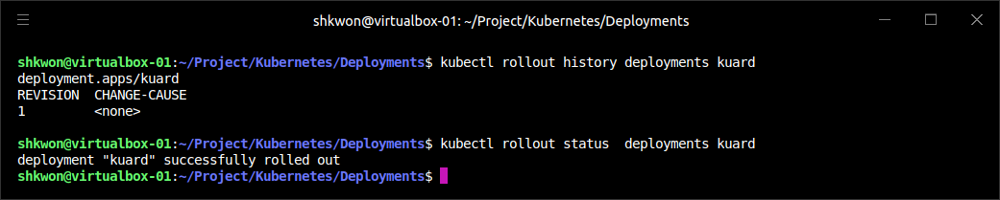 shkwon@virtualbox-01: ~/Project/Kubernetes/Deployments
shkwon@virtualbox-01:~/Project/Kubernetes/Deployments$ kubectl rollout history deployments kuard
deployment.apps/kuard
REVISION  CHANGE-CAUSE
1         <none>
shkwon@virtualbox-01:~/Project/Kubernetes/Deployments$ kubectl rollout status  deployments kuard
deployment "kuard" successfully rolled out
shkwon@virtualbox-01:~/Project/Kubernetes/Deployments$